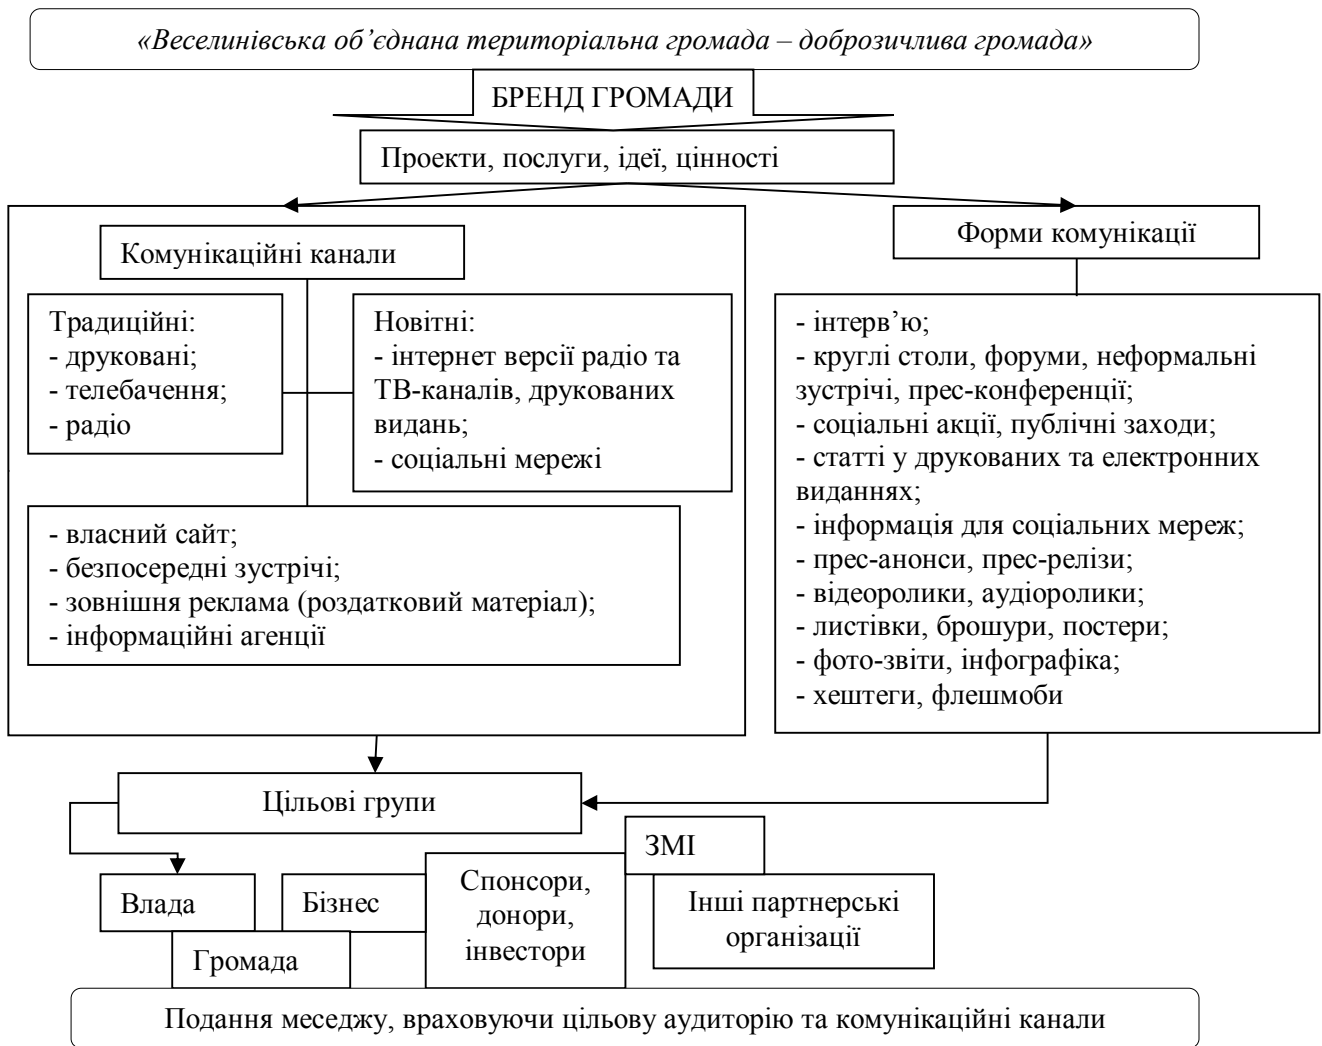 «Веселинівська об’єднана територіальна громада – доброзичлива громада»
БРЕНД ГРОМАДИ
Проекти, послуги, ідеї, цінності
Комунікаційні канали
Традиційні:
- друковані;
- телебачення;
- радіо
Новітні:
- інтернет версії радіо та
ТВ-каналів, друкованих
видань;
- соціальні мережі
- власний сайт;
- безпосередні зустрічі;
- зовнішня реклама (роздатковий матеріал);
- інформаційні агенції
Форми комунікації
- інтерв’ю;
- круглі столи, форуми, неформальні
зустрічі, прес-конференції;
- соціальні акції, публічні заходи;
- статті у друкованих та електронних
виданнях;
- інформація для соціальних мереж;
- прес-анонси, прес-релізи;
- відеоролики, аудіоролики;
- листівки, брошури, постери;
- фото-звіти, інфографіка;
- хештеги, флешмоби
Цільові групи
Влада
Громада
Бізнес
Спонсори,
донори,
інвестори
ЗМІ
Інші партнерські
організації
Подання меседжу, враховуючи цільову аудиторію та комунікаційні канали